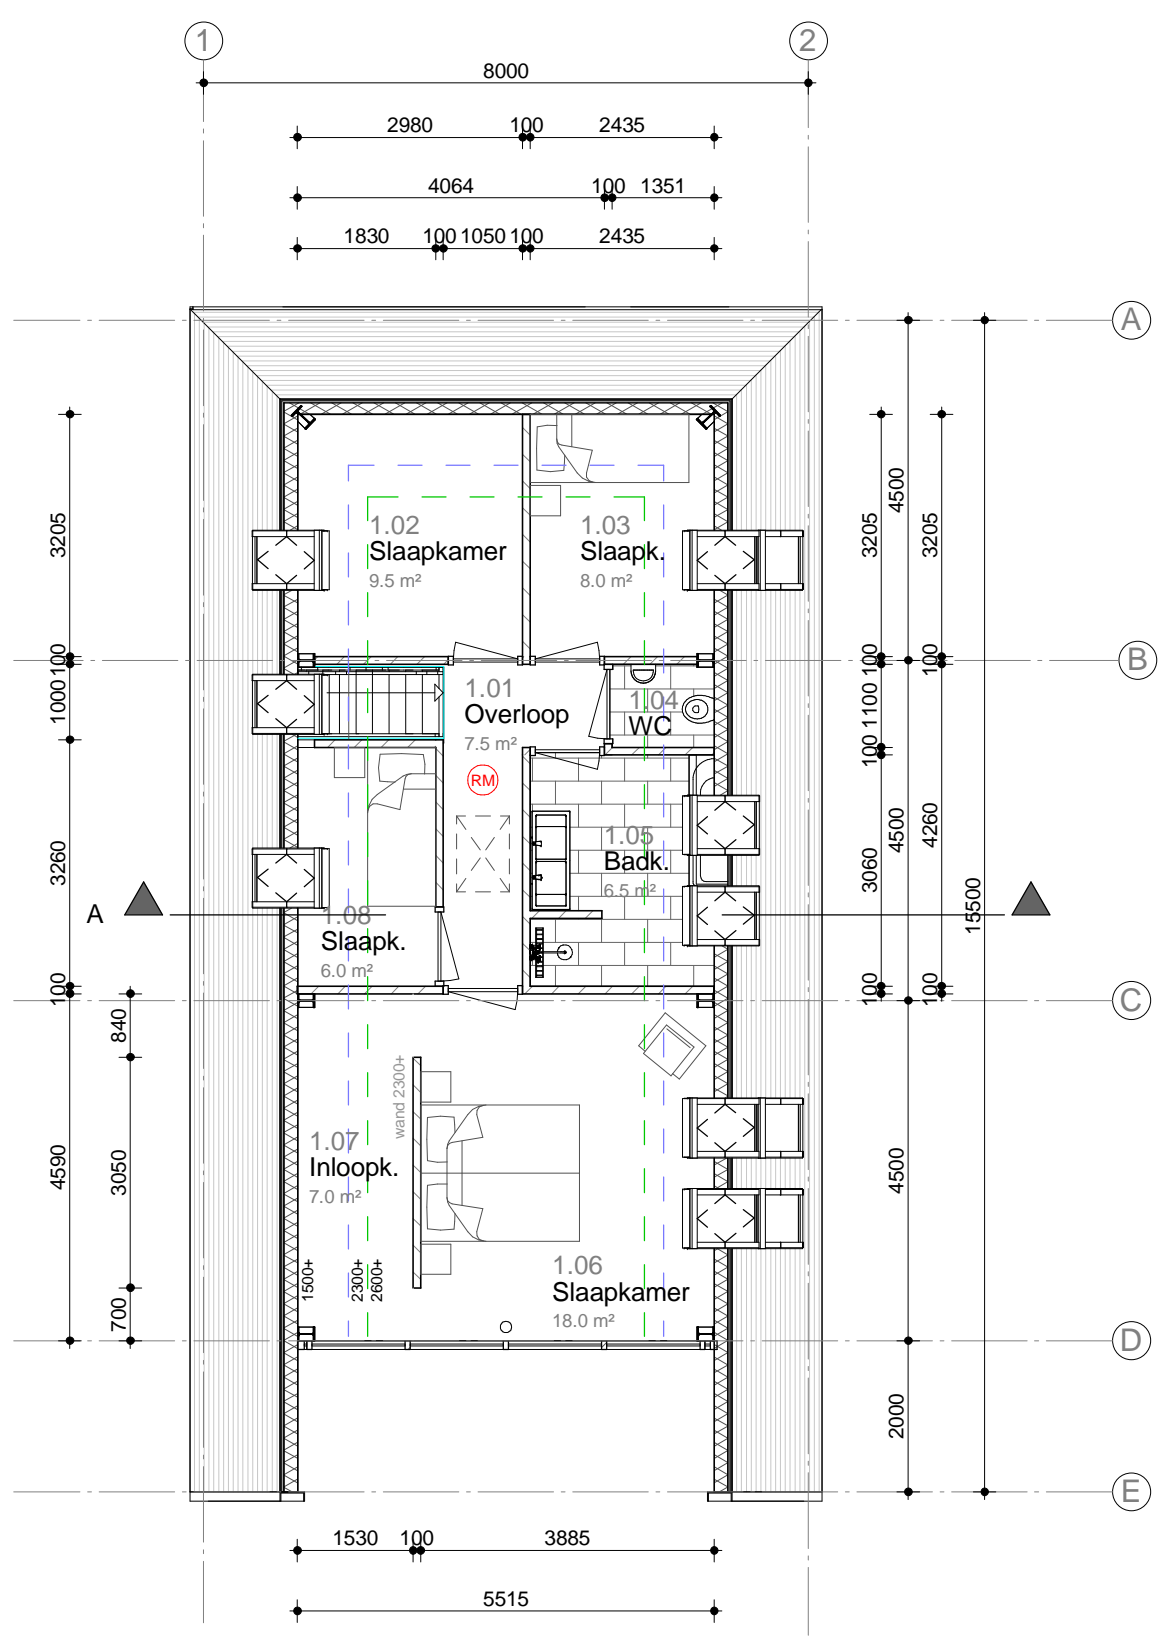 1 2
8000
2980 100 2435
4064 100 1351
1830 100 1050 100 2435
A
4500
3205 3205 3205
1.02 1.03
Slaapkamer Slaapk.
9.5 m² 8.0 m²
B
100 100 100
1000 1100
100
1.01 1.04
Overloop WC
7.5 m²
RM
3260 3060 4500 4260
1.05
Badk.
6.5 m²
A
15500
1.08
Slaapk.
6.0 m²
100 100 100
C
840
wand 2300+
4590 3050 4500
1.07
Inloopk.
7.0 m²
1.06
Slaapkamer
18.0 m²
1500+ 2300+ 2600+
700
D
2000
E
1530 100 3885
5515